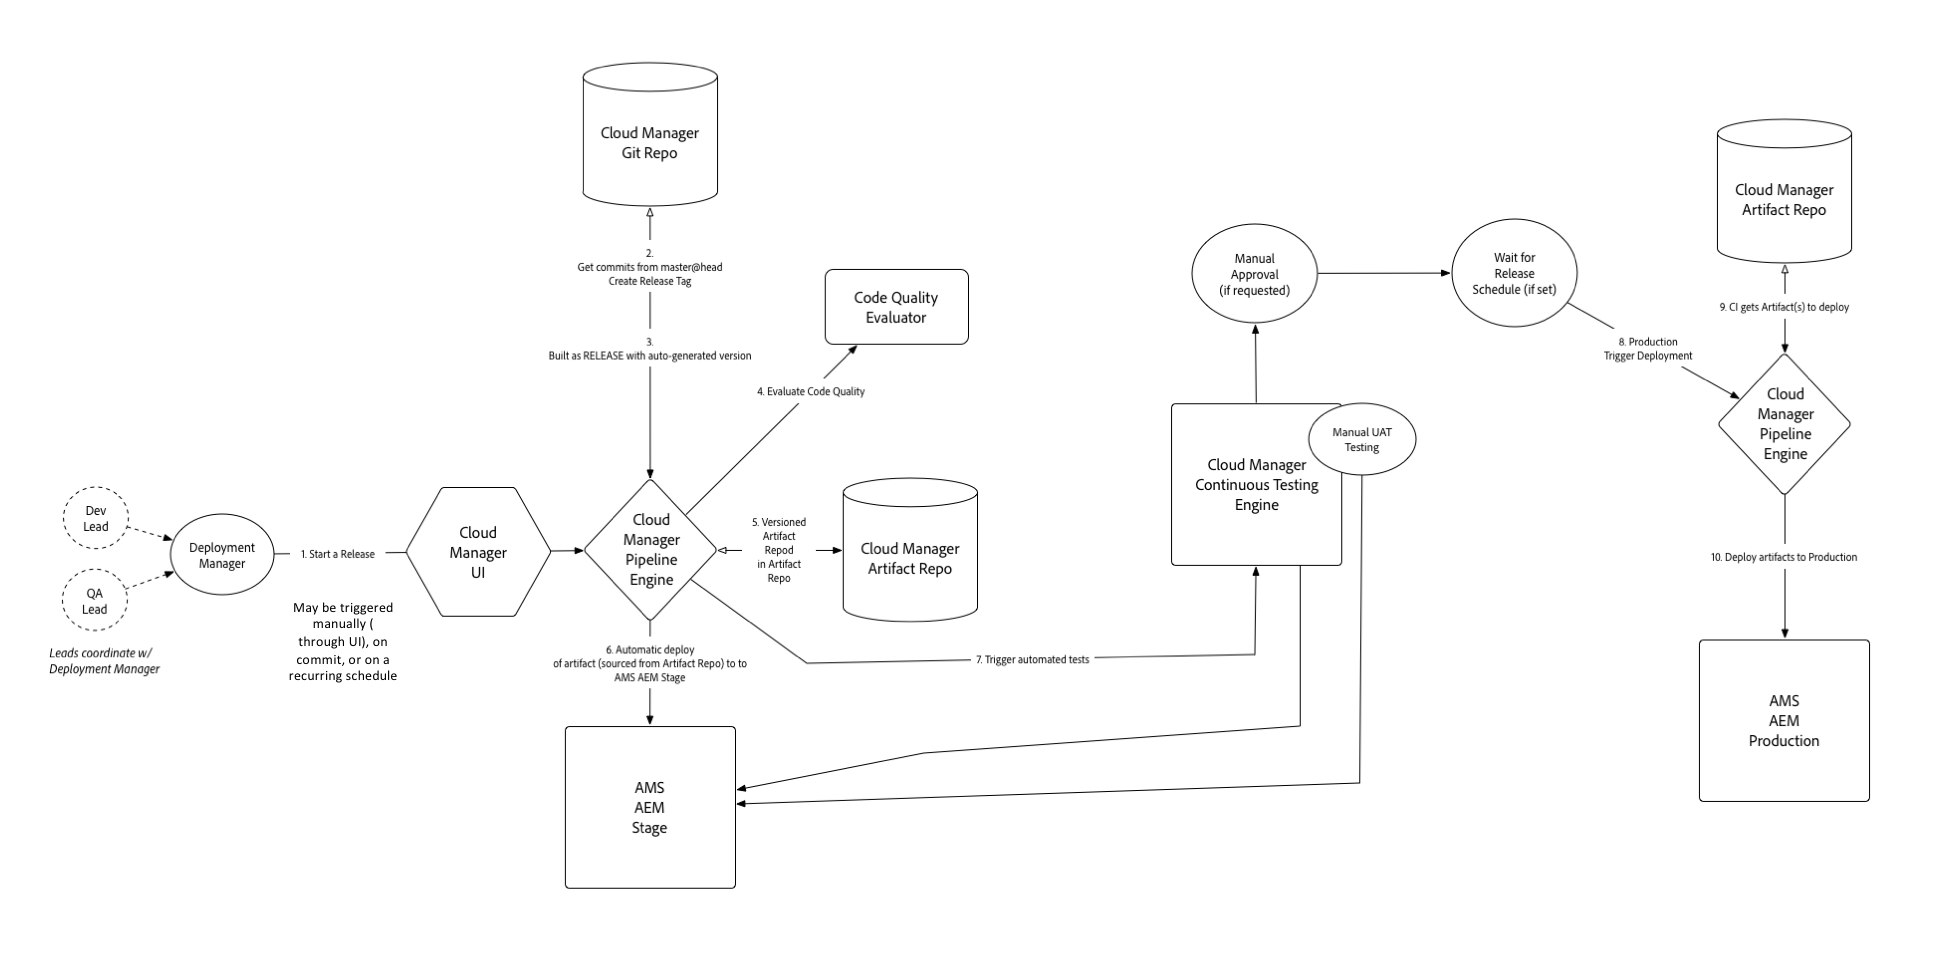 Cloud Manager
Git Repo
2.
Get commits from master@head
Create Release Tag
3.
Built as RELEASE with auto-generated version
Code Quality
Evaluator
4. Evaluate Code Quality
Dev
Lead
QA
Lead
Leads coordinate w/
Deployment Manager
Deployment
Manager
1. Start a Release
May be triggered
manually (
through UI), on
commit, or on a
recurring schedule
Cloud
Manager
UI
Cloud
Manager
Pipeline
Engine
5. Versioned
Artifact
Repod
in Artifact
Repo
Cloud Manager
Artifact Repo
6. Automatic deploy
of artifact (sourced from Artifact Repo) to to
AMS AEM Stage
7. Trigger automated tests
AMS
AEM
Stage
Cloud Manager
Continuous Testing
Engine
Manual UAT
Testing
Manual
Approval
(if requested)
Wait for
Release
Schedule (if set)
8. Production
Trigger Deployment
Cloud Manager
Artifact Repo
9. CI gets Artifact(s) to deploy
Cloud
Manager
Pipeline
Engine
10. Deploy artifacts to Production
AMS
AEM
Production